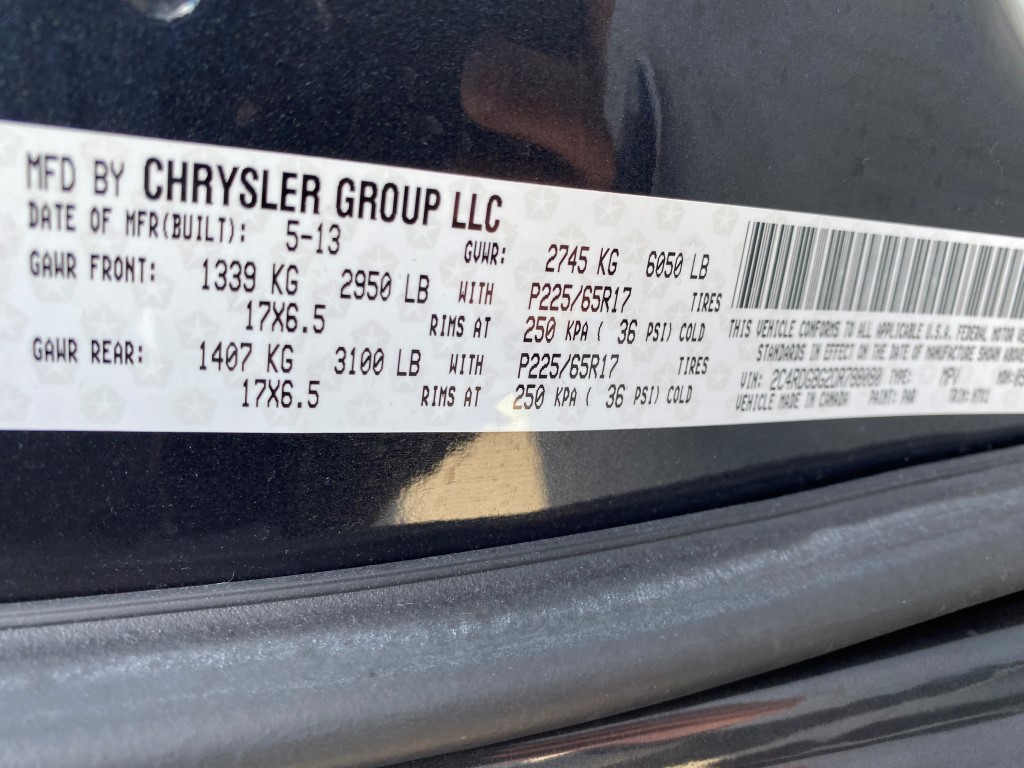 MFD BY CHRYSLER GROUP LLC
DATE OF MFR(BUILT): 5-13 GVWR: 2745 KG 6050 LB
GAWR FRONT: 1339 KG 2950 LB WITH P225/65R17 TIRES
17X6.5 RIMS AT 250 KPA ( 36 PSI) COLD
GAWR REAR: 1407 KG 3100 LB WITH P225/65R17 TIRES
17X6.5 RIMS AT 250 KPA ( 36 PSI) COLD
THIS VEHICLE CONFORMS TO ALL APPLICABLE U.S.A. FEDERAL MOTOR
STANDARDS IN EFFECT ON THE DATE OF MANUFACTURE SHOWN
VIN: TYPE: MPV
VEHICLE MADE IN CANADA PAINT: PAR TRIM: